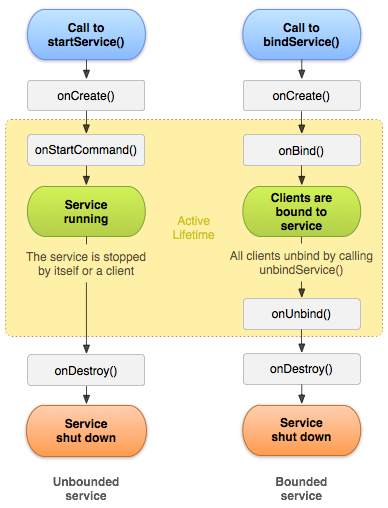 Call to
startService()
onCreate()
onStartCommand()
Service
running
The service is stopped
by itself or a client
onDestroy()
Service
shut down
Unbounded
service
Active
Lifetime
Call to
bindService()
onCreate()
onBind()
Clients are
bound to
service
All clients unbind by calling
unbindService()
onUnbind()
onDestroy()
Service
shut down
Bounded
service